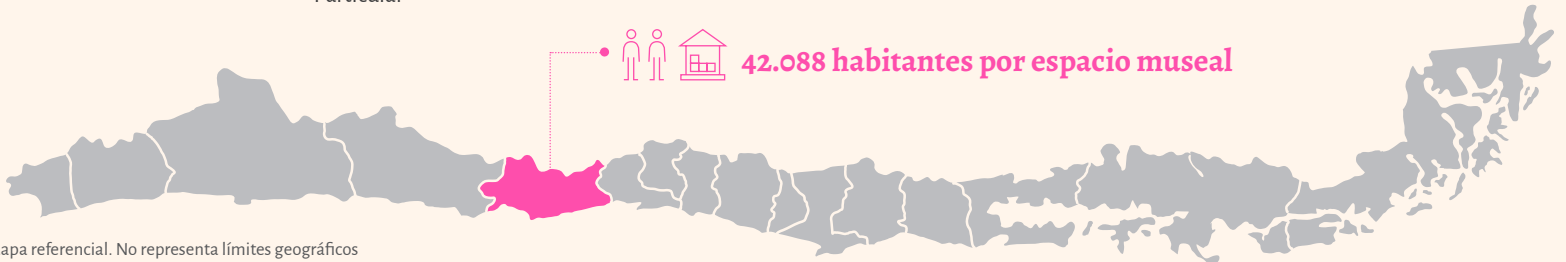 42.088 habitantes por espacio museal
apa referencial. No representa límites geográficos